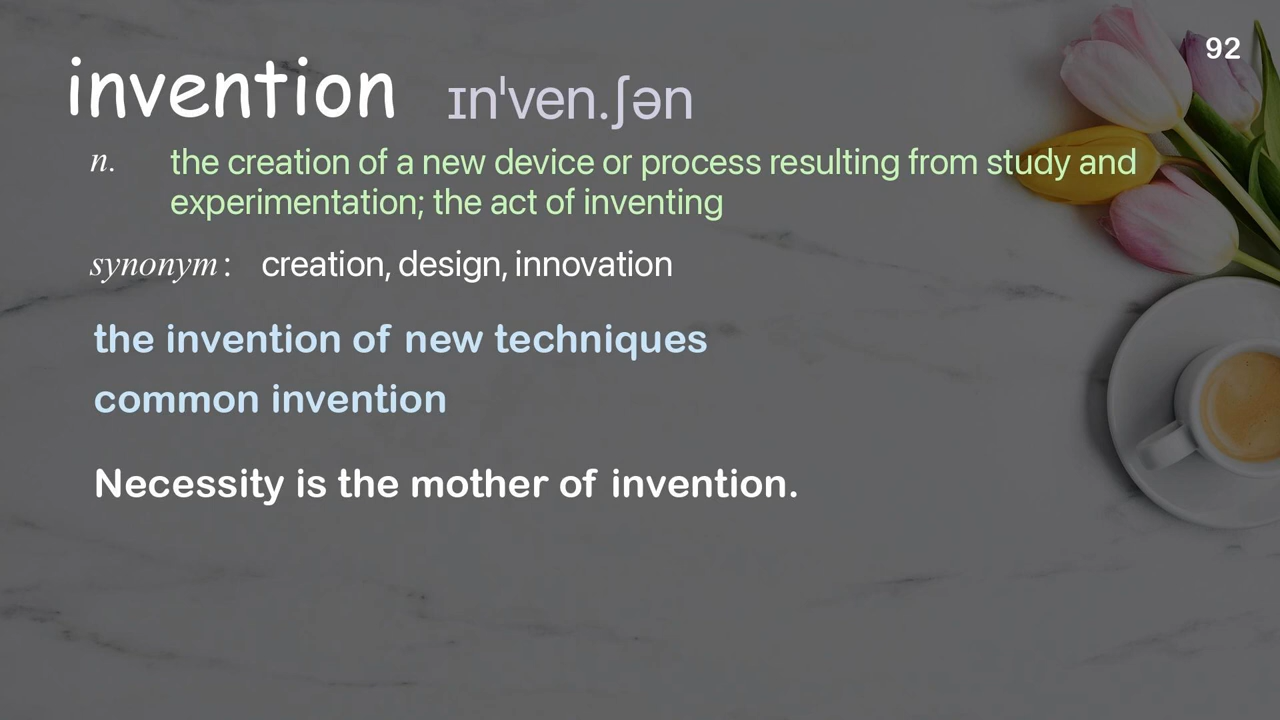 92
invention ɪnˈven.ʃən
n. the creation of a new device or process resulting from study and
experimentation; the act of inventing
synonym: creation, design, innovation
the invention of new techniques
common invention
Necessity is the mother of invention.